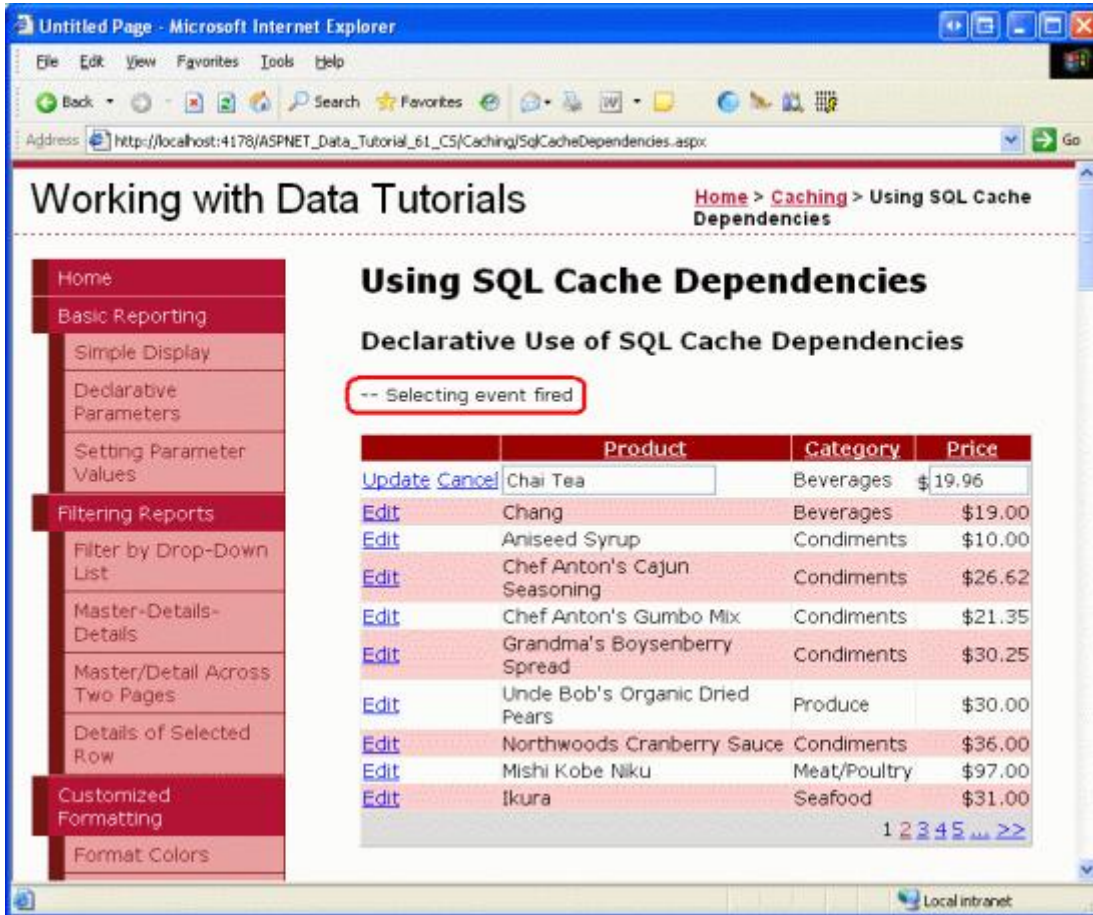 Untitled Page - Microsoft Internet Explorer
File Edit View Favorites Tools Help
Back Search Favorites
Address http://localhost:4178/ASPNET_Data_Tutorial_61_CS/Caching/SqlCacheDependencies.aspx Go
Working with Data Tutorials
Home > Caching > Using SQL Cache
Dependencies
Home
Basic Reporting
Simple Display
Declarative
Parameters
Setting Parameter
Values
Filtering Reports
Filter by Drop-Down
List
Master-Details-
Details
Master/Detail Across
Two Pages
Details of Selected
Row
Customized
Formatting
Format Colors
Using SQL Cache Dependencies
Declarative Use of SQL Cache Dependencies
-- Selecting event fired
Product Category Price
Update Cancel Chai Tea Beverages $ 19.96
Edit Chang Beverages $19.00
Edit Aniseed Syrup Condiments $10.00
Edit Chef Anton's Cajun
Seasoning Condiments $26.62
Edit Chef Anton's Gumbo Mix Condiments $21.35
Edit Grandma's Boysenberry
Spread Condiments $30.25
Edit Uncle Bob's Organic Dried
Pears Produce $30.00
Edit Northwoods Cranberry Sauce Condiments $36.00
Edit Mishi Kobe Niku Meat/Poultry $97.00
Edit Ikura Seafood $31.00
1 2 3 4 5 ... >>
Local intranet